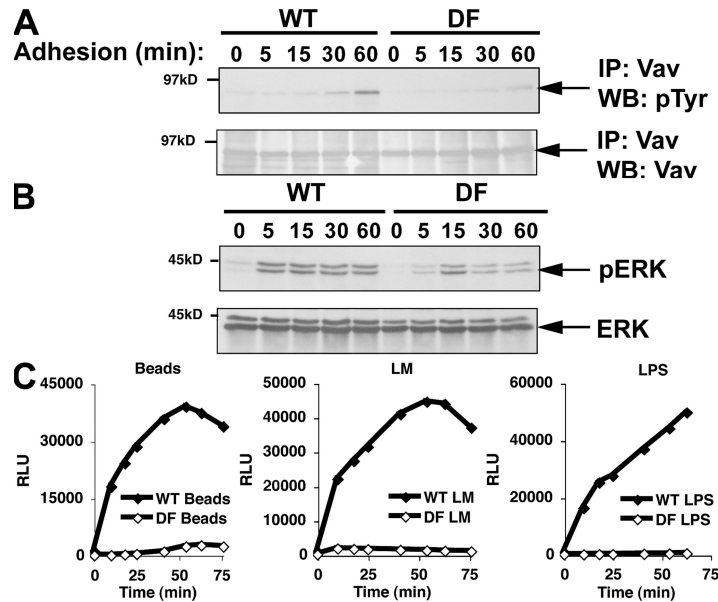 A
WT DF
Adhesion (min): 0 5 15 30 60 0 5 15 30 60
97kD
IP: Vav
WB: pTyr
97kD
IP: Vav
WB: Vav
B
WT DF
0 5 15 30 60 0 5 15 30 60
45kD
pERK
45kD
ERK
C
Beads
RLU
45000
30000
15000
0
WT Beads
DF Beads
0 25 50 75
Time (min)
LM
RLU
50000
40000
30000
20000
10000
0
WT LM
DF LM
0 25 50 75
Time (min)
LPS
RLU
60000
40000
20000
0
WT LPS
DF LPS
0 25 50 75
Time (min)